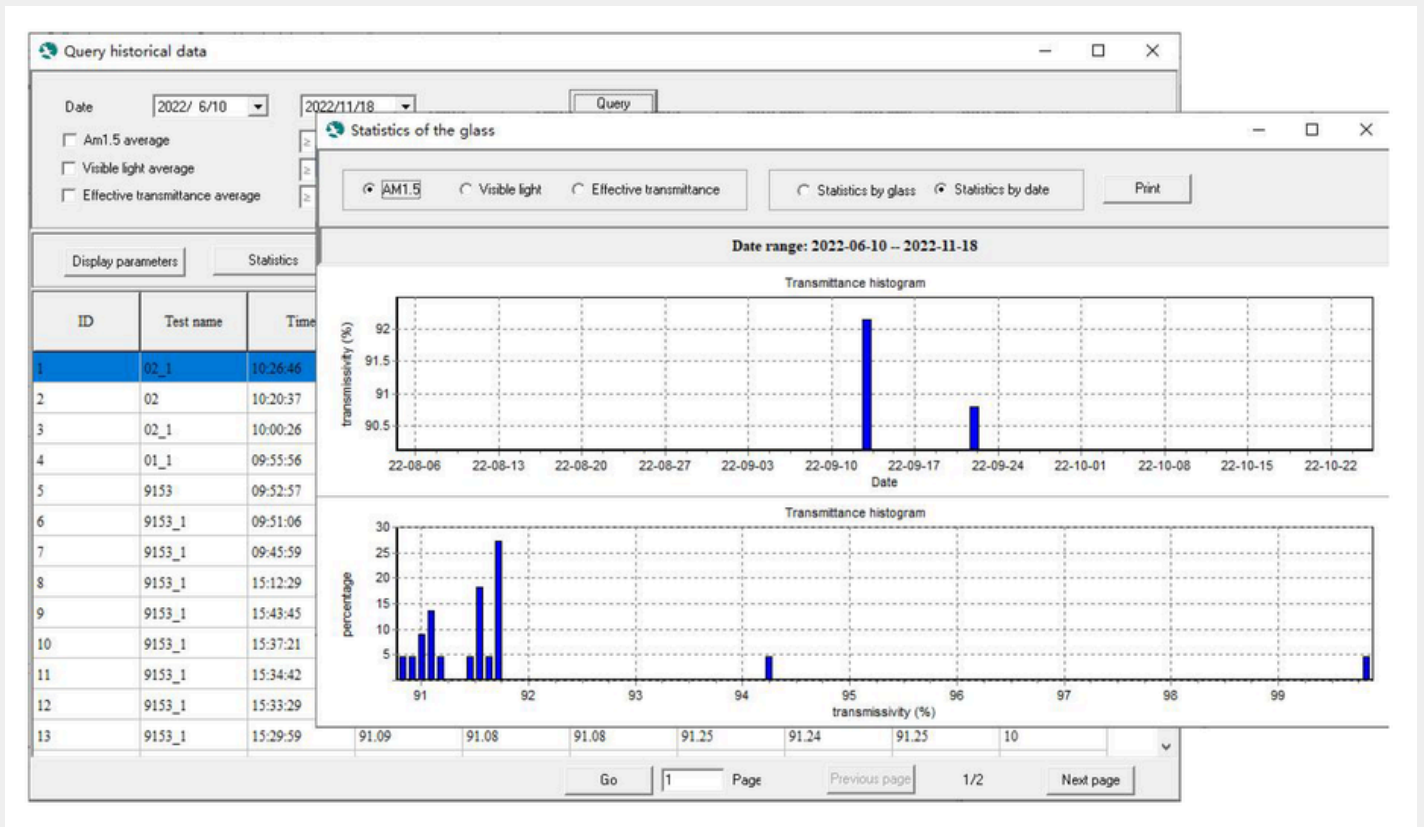 Query historical data
Date 2022/ 6/10 2022/11/18 Query
Am1.5 average ≥
Visible light average ≥
Effective transmittance average ≥
Display parameters Statistics
ID Test name Time
1 02_1 10:26:46
2 02 10:20:37
3 02_1 10:00:26
4 01_1 09:55:56
5 9153 09:52:57
6 9153_1 09:51:06
7 9153_1 09:45:59
8 9153_1 15:12:29
9 9153_1 15:43:45
10 9153_1 15:37:21
11 9153_1 15:34:42
12 9153_1 15:33:29
13 9153_1 15:29:59 91.09 91.08 91.08 91.25 91.24 91.25 10
Go 1 Page Previous page 1/2 Next page
Statistics of the glass
AM1.5 Visible light Effective transmittance Statistics by glass Statistics by date Print
Date range: 2022-06-10 -- 2022-11-18
Transmittance histogram
transmissivity (%)
92
91.5
91
90.5
22-08-06 22-08-13 22-08-20 22-08-27 22-09-03 22-09-10 22-09-17 22-09-24 22-10-01 22-10-08 22-10-15 22-10-22
Date
Transmittance histogram
percentage
30
25
20
15
10
5
91 92 93 94 95 96 97 98 99
transmissivity (%)